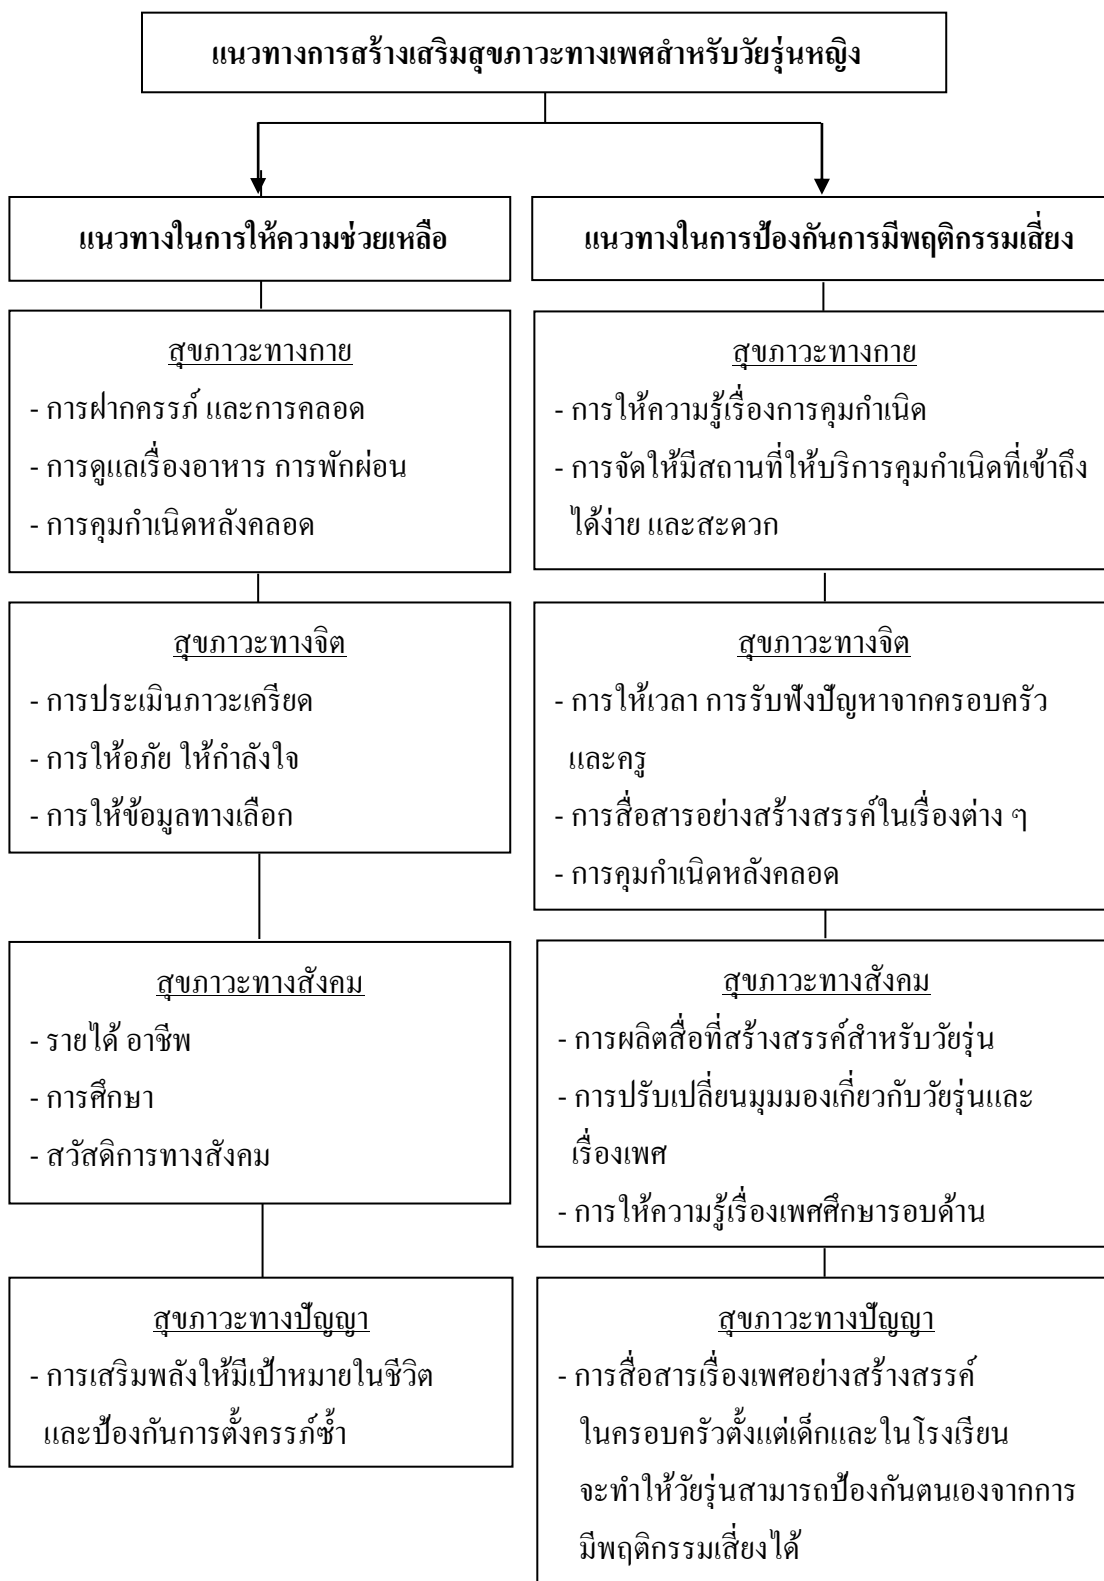 แนวทางการสร้างเสริมสุขภาวะทางเพศสำหรับวัยรุ่นหญิง
แนวทางในการให้ความช่วยเหลือ
สุขภาวะทางกาย
- การฝากครรภ์ และการคลอด
- การดูแลเรื่องอาหาร การพักผ่อน
- การคุมกำเนิดหลังคลอด
สุขภาวะทางจิต
- การประเมินภาวะเครียด
- การให้อภัย ให้กำลังใจ
- การให้ข้อมูลทางเลือก
สุขภาวะทางสังคม
- รายได้ อาชีพ
- การศึกษา
- สวัสดิการทางสังคม
สุขภาวะทางปัญญา
- การเสริมพลังให้มีเป้าหมายในชีวิต
และป้องกันการตั้งครรภ์ซ้ำ
แนวทางในการป้องกันการมีพฤติกรรมเสี่ยง
สุขภาวะทางกาย
- การให้ความรู้เรื่องการคุมกำเนิด
- การจัดให้มีสถานที่ให้บริการคุมกำเนิดที่เข้าถึง
ได้ง่าย และสะดวก
สุขภาวะทางจิต
- การให้เวลา การรับฟังปัญหาจากครอบครัว
และครู
- การสื่อสารอย่างสร้างสรรค์ในเรื่องต่าง ๆ
- การคุมกำเนิดหลังคลอด
สุขภาวะทางสังคม
- การผลิตสื่อที่สร้างสรรค์สำหรับวัยรุ่น
- การปรับเปลี่ยนมุมมองเกี่ยวกับวัยรุ่นและ
เรื่องเพศ
- การให้ความรู้เรื่องเพศศึกษารอบด้าน
สุขภาวะทางปัญญา
- การสื่อสารเรื่องเพศอย่างสร้างสรรค์
ในครอบครัวตั้งแต่เด็กและในโรงเรียน
จะทำให้วัยรุ่นสามารถป้องกันตนเองจากการ
มีพฤติกรรมเสี่ยงได้